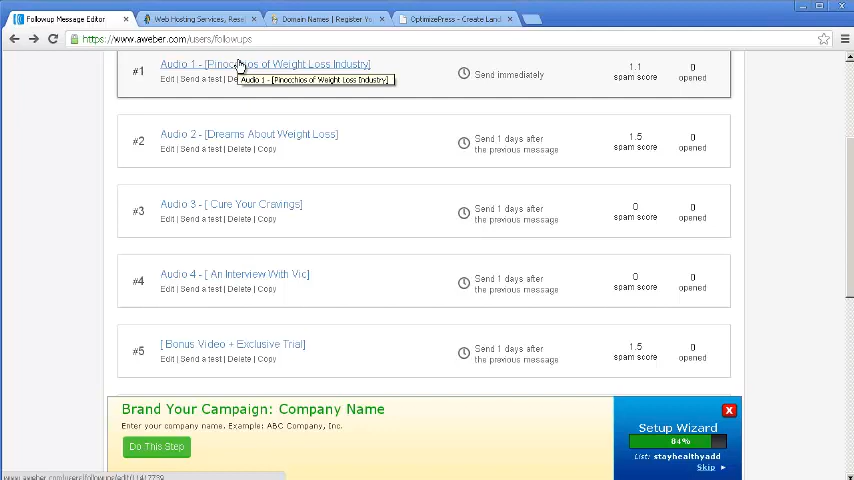 Followup Message Editor
Web Hosting Services, Rese
Domain Names | Register Yo
OptimizePress - Create Land
https://www.aweber.com/users/followups
#1
Audio 1 - [Pinocchios of Weight Loss Industry]
Edit | Send a test | De
Audio 1 - [Pinocchios of Weight Loss Industry]
Send immediately
1.1
spam score
0
opened
#2
Audio 2 - [Dreams About Weight Loss]
Edit | Send a test | Delete | Copy
Send 1 days after
the previous message
1.5
spam score
0
opened
#3
Audio 3 - [ Cure Your Cravings]
Edit | Send a test | Delete | Copy
Send 1 days after
the previous message
0
spam score
0
opened
#4
Audio 4 - [ An Interview With Vic]
Edit | Send a test | Delete | Copy
Send 1 days after
the previous message
0
spam score
0
opened
#5
[ Bonus Video + Exclusive Trial]
Edit | Send a test | Delete | Copy
Send 1 days after
the previous message
1.5
spam score
0
opened
Brand Your Campaign: Company Name
Enter your company name. Example: ABC Company, Inc.
Do This Step
Setup Wizard
84%
List: stayhealthyadd
Skip